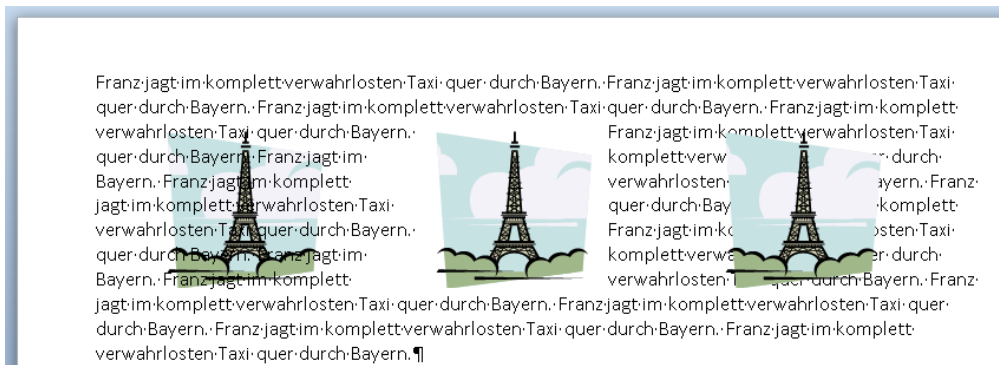 Franz jagt im komplett verwahrlosten Taxi quer durch Bayern. Franz jagt im komplett verwahrlosten Taxi
quer durch Bayern. Franz jagt im komplett verwahrlosten Taxi quer durch Bayern. Franz jagt im komplett
verwahrlosten Taxi quer durch Bayern. Franz jagt im komplett verwahrlosten Taxi
quer durch Bayern. Franz jagt im komplett durch
Bayern. Franz jagt im komplett verwahrlosten Franz
jagt im komplett verwahrlosten Taxi quer durch komplett
verwahrlosten Taxi quer durch Bayern. Franz jagt im Taxi
quer durch Bayern. Franz jagt im komplett durch
Bayern. Franz jagt im komplett verwahrlosten quer durch Bayern. Franz
jagt im komplett verwahrlosten Taxi quer durch Bayern. Franz jagt im komplett verwahrlosten Taxi quer
durch Bayern. Franz jagt im komplett verwahrlosten Taxi quer durch Bayern. Franz jagt im komplett
verwahrlosten Taxi quer durch Bayern.¶